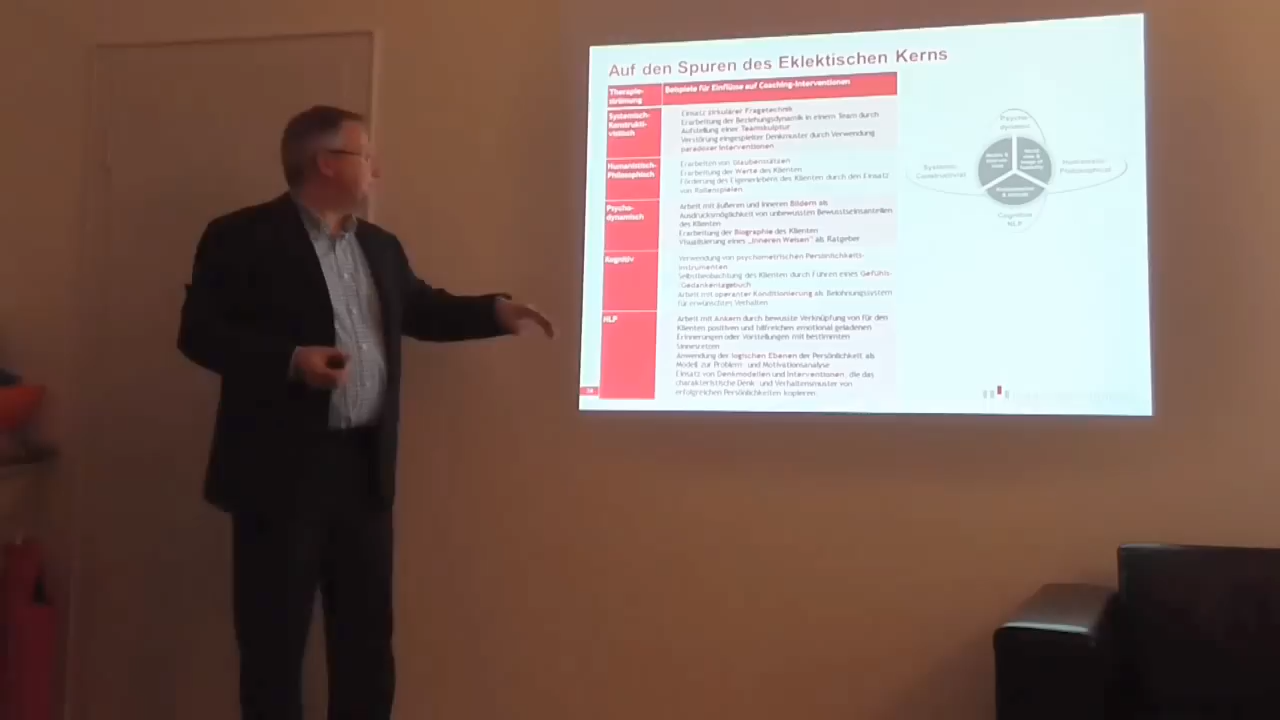 Auf den Spuren des Eklektischen Kerns
Therapie-
strömung
Beispiele für Einflüsse auf Coaching-Interventionen
Systemisch-
Konstrukti-
vistisch
Einsatz zirkulärer Fragetechnik
Erarbeitung der Beziehungsdynamik in einem Team durch
Aufstellung einer Teamskulptur
Verstörung eingespielter Denkmuster durch Verwendung
paradoxer Interventionen
Humanistisch-
Philosophisch
Erarbeiten von Glaubenssätzen
Erarbeitung der Werte des Klienten
Förderung des Eigenerlebens des Klienten durch den Einsatz
von Rollenspielen
Psycho-
dynamisch
Arbeit mit äußeren und inneren Bildern als
Ausdrucksmöglichkeit von unbewussten Bewusstseinsanteilen
des Klienten
Erarbeitung der Biographie des Klienten
Visualisierung eines „Inneren Weisen“ als Ratgeber
Kognitiv
Verwendung von psychometrischen Persönlichkeits-
instrumenten
Selbstbeobachtung des Klienten durch Führen eines Gefühls-
/Gedankentagebuch
Arbeit mit operanter Konditionierung als Belohnungssystem
für erwünschtes Verhalten
NLP
Arbeit mit Ankern durch bewusste Verknüpfung von für den
Klienten positiven und hilfreichen emotional geladenen
Erinnerungen oder Vorstellungen mit bestimmten
Sinnesreizen
Anwendung der logischen Ebenen der Persönlichkeit als
Modell zur Problem- und Motivationsanalyse
Einsatz von Denkmodellen und Interventionen, die das
charakteristische Denk- und Verhaltensmuster von
erfolgreichen Persönlichkeiten kopieren
Psycho-
dynamic
Systemic-
Constructivist
Humanistic-
Philosophical
Cognitive
NLP